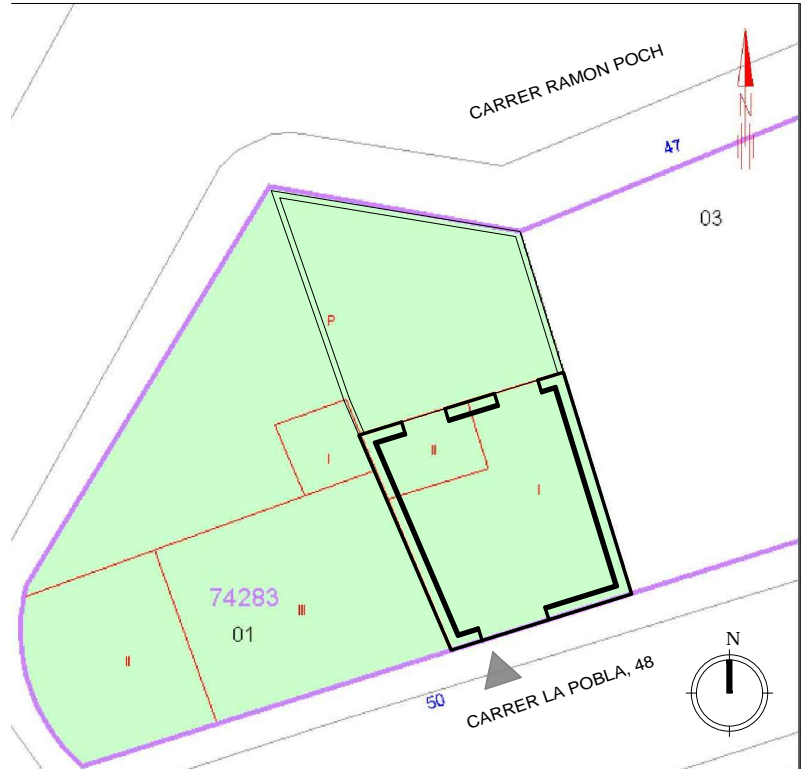 CARRER RAMON POCH
N
47
03
P
II
I
I
74283
III
01
II
N
CARRER LA POBLA, 48
50